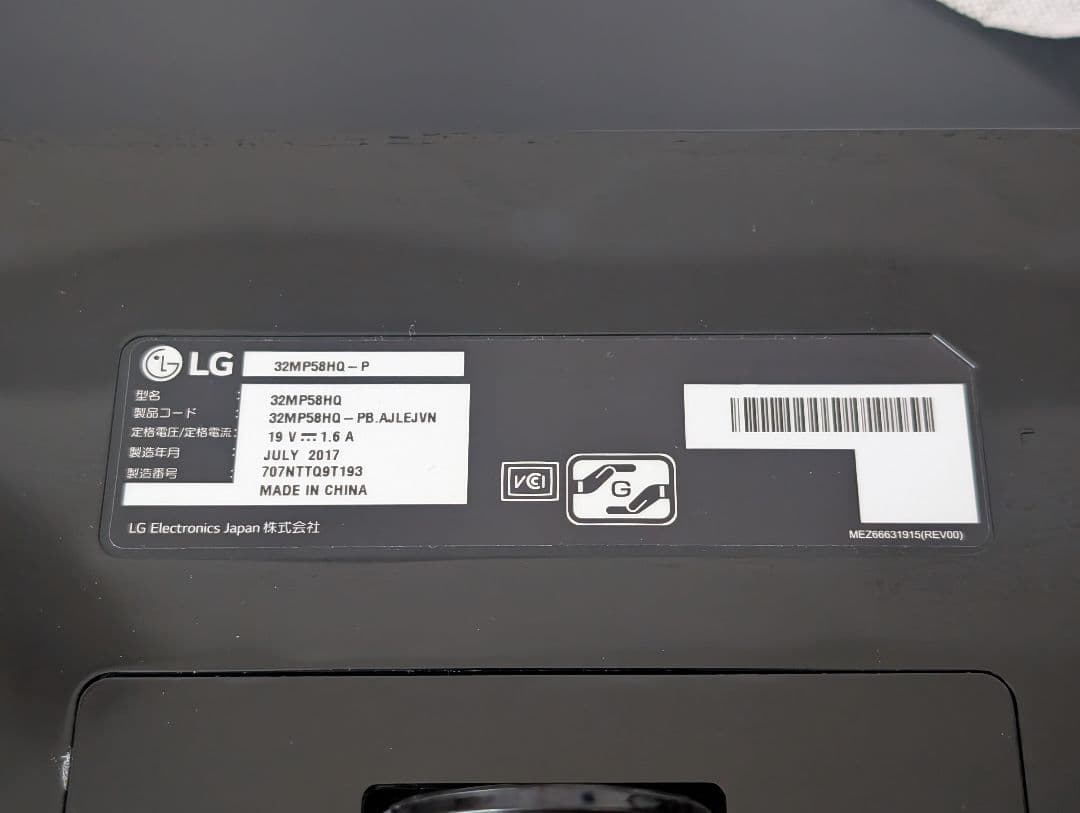 LG 32MP58HQ-P
型名 : 32MP58HQ
製品コード : 32MP58HQ-PB.AJLEJVN
定格電圧/定格電流: 19 V ⎓ 1.6 A
製造年月 : JULY 2017
製造番号 : 707NTTQ9T193
MADE IN CHINA
LG Electronics Japan 株式会社
VCI
G
MEZ66631915(REV00)